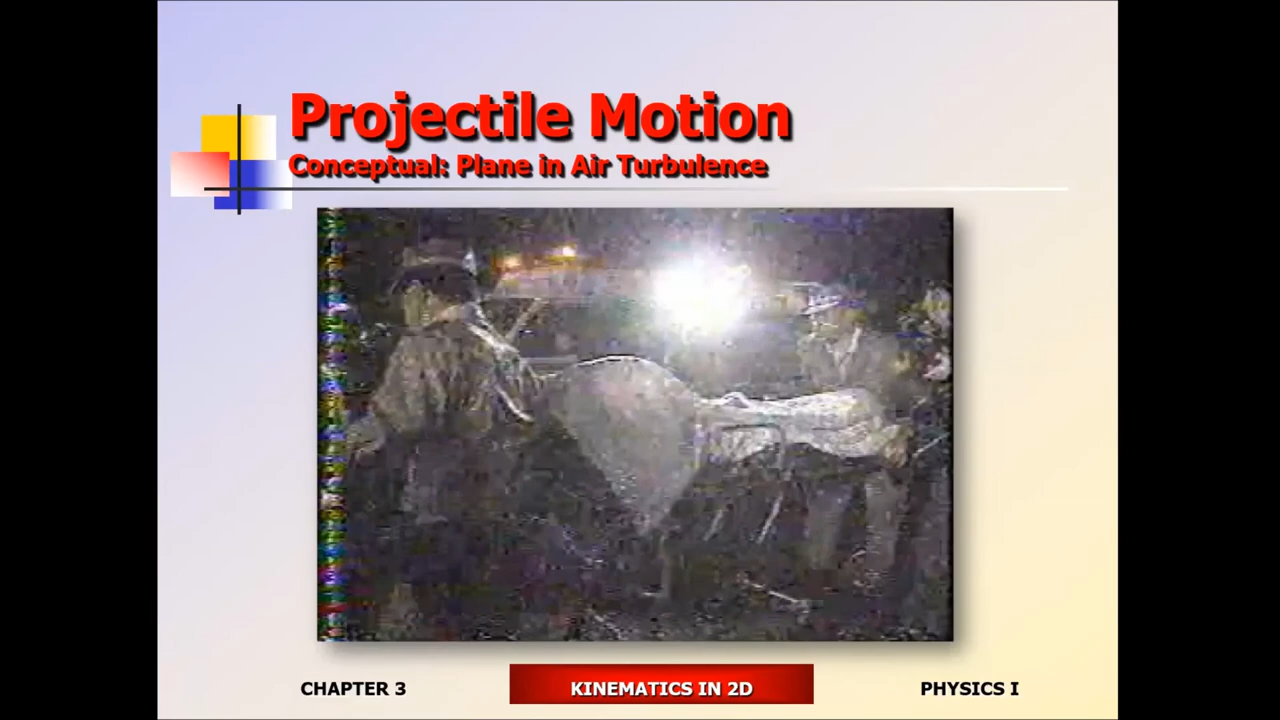 Projectile Motion
Conceptual: Plane in Air Turbulence
CHAPTER 3
KINEMATICS IN 2D
PHYSICS I